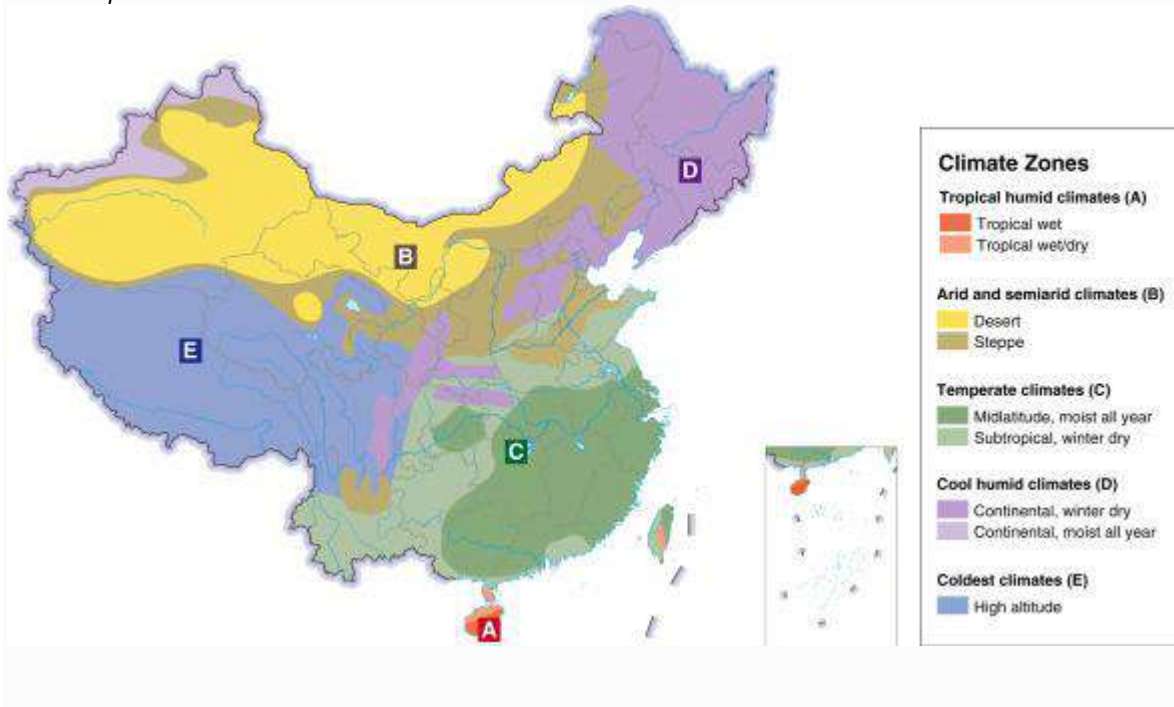 D
B
E
C
A
Climate Zones
Tropical humid climates (A)
Tropical wet
Tropical wet/dry
Arid and semiarid climates (B)
Desert
Steppe
Temperate climates (C)
Midlatitude, moist all year
Subtropical, winter dry
Cool humid climates (D)
Continental, winter dry
Continental, moist all year
Coldest climates (E)
High altitude